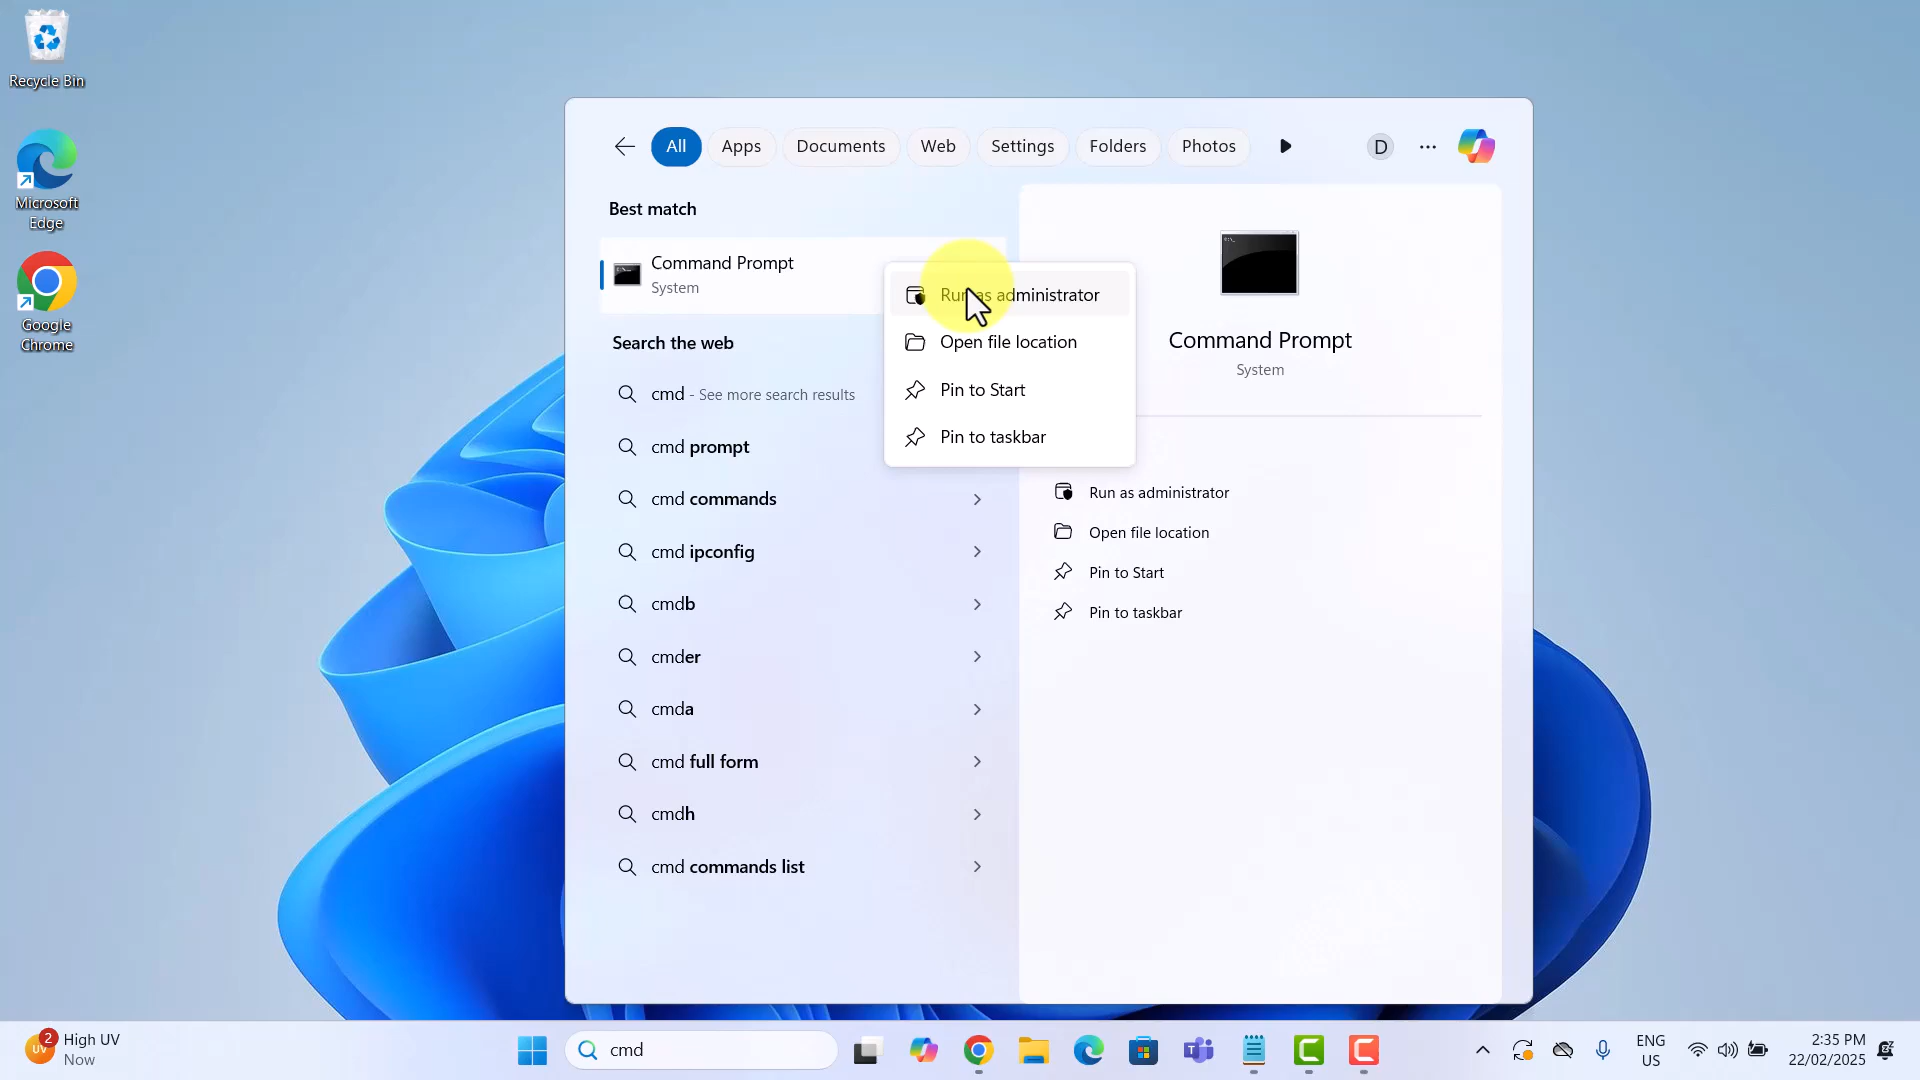 Recycle Bin
Microsoft
Edge
Google
Chrome
All
Apps
Documents
Web
Settings
Folders
Photos
D
Best match
Command Prompt
System
Run as administrator
Open file location
Pin to Start
Pin to taskbar
Search the web
cmd - See more search results
cmd prompt
cmd commands
cmd ipconfig
cmdb
cmder
cmda
cmd full form
cmdh
cmd commands list
Command Prompt
System
Run as administrator
Open file location
Pin to Start
Pin to taskbar
2
UV
High UV
Now
cmd
ENG
US
2:35 PM
22/02/2025